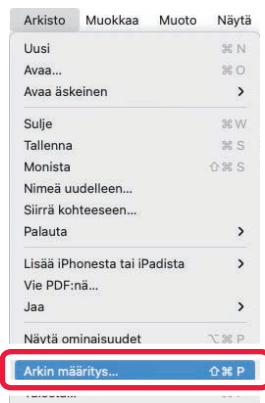 Arkisto Muokkaa Muoto Näytä
Uusi ⌘ N
Avaa... ⌘ O
Avaa äskeinen >
Sulje ⌘ W
Tallenna ⌘ S
Monista ⇧ ⌘ S
Nimeä uudelleen...
Siirrä kohteeseen...
Palauta >
Lisää iPhonesta tai iPadista >
Vie PDF:nä...
Jaa >
Näytä ominaisuudet ⌥ ⌘ P
Arkin määritys... ⇧ ⌘ P